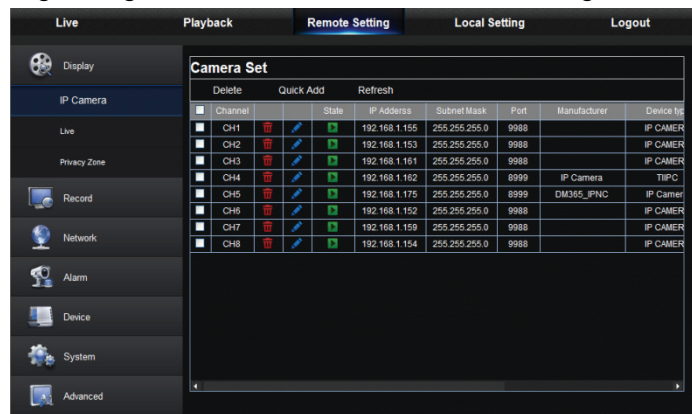 Live Playback Remote Setting Local Setting Logout
Display
IP Camera
Live
Privacy Zone
Record
Network
Alarm
Device
System
Advanced
Camera Set
Delete Quick Add Refresh
Channel State IP Adderss Subnet Mask Port Manufacturer Device typ
CH1 192.168.1.155 255.255.255.0 9988 IP CAMER
CH2 192.168.1.153 255.255.255.0 9988 IP CAMER
CH3 192.168.1.161 255.255.255.0 9988 IP CAMER
CH4 192.168.1.162 255.255.255.0 8999 IP Camera TIIPC
CH5 192.168.1.175 255.255.255.0 8999 DM365_IPNC IP Camer
CH6 192.168.1.152 255.255.255.0 9988 IP CAMER
CH7 192.168.1.159 255.255.255.0 9988 IP CAMER
CH8 192.168.1.154 255.255.255.0 9988 IP CAMER